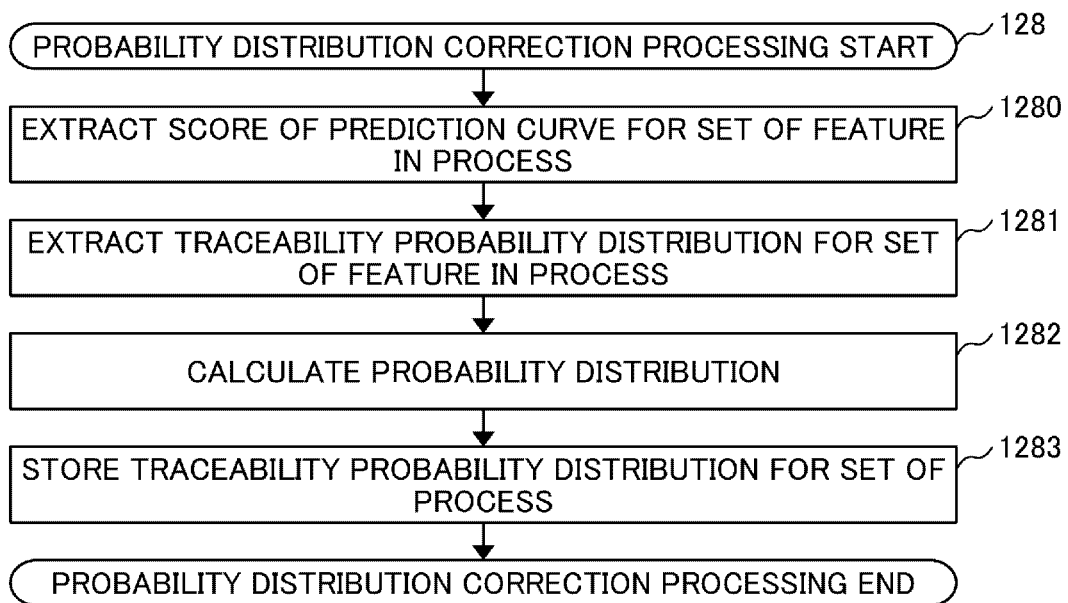 PROBABILITY DISTRIBUTION CORRECTION PROCESSING START
128
EXTRACT SCORE OF PREDICTION CURVE FOR SET OF FEATURE
IN PROCESS
1280
EXTRACT TRACEABILITY PROBABILITY DISTRIBUTION FOR SET
OF FEATURE IN PROCESS
1281
CALCULATE PROBABILITY DISTRIBUTION
1282
STORE TRACEABILITY PROBABILITY DISTRIBUTION FOR SET OF
PROCESS
1283
PROBABILITY DISTRIBUTION CORRECTION PROCESSING END